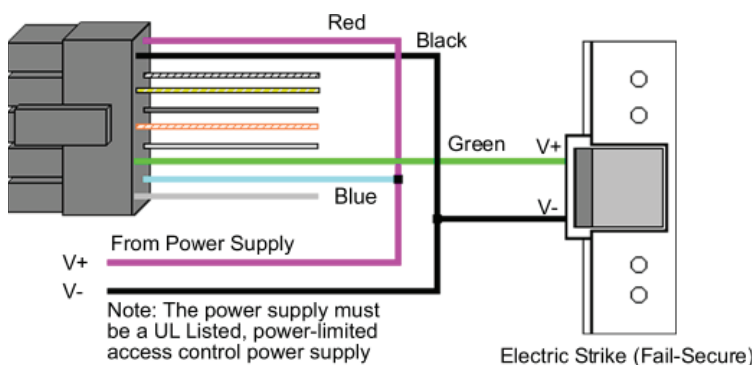 Red
Black
Green
V+
V-
Blue
From Power Supply
V+
V-
Note: The power supply must
be a UL Listed, power-limited
access control power supply
Electric Strike (Fail-Secure)